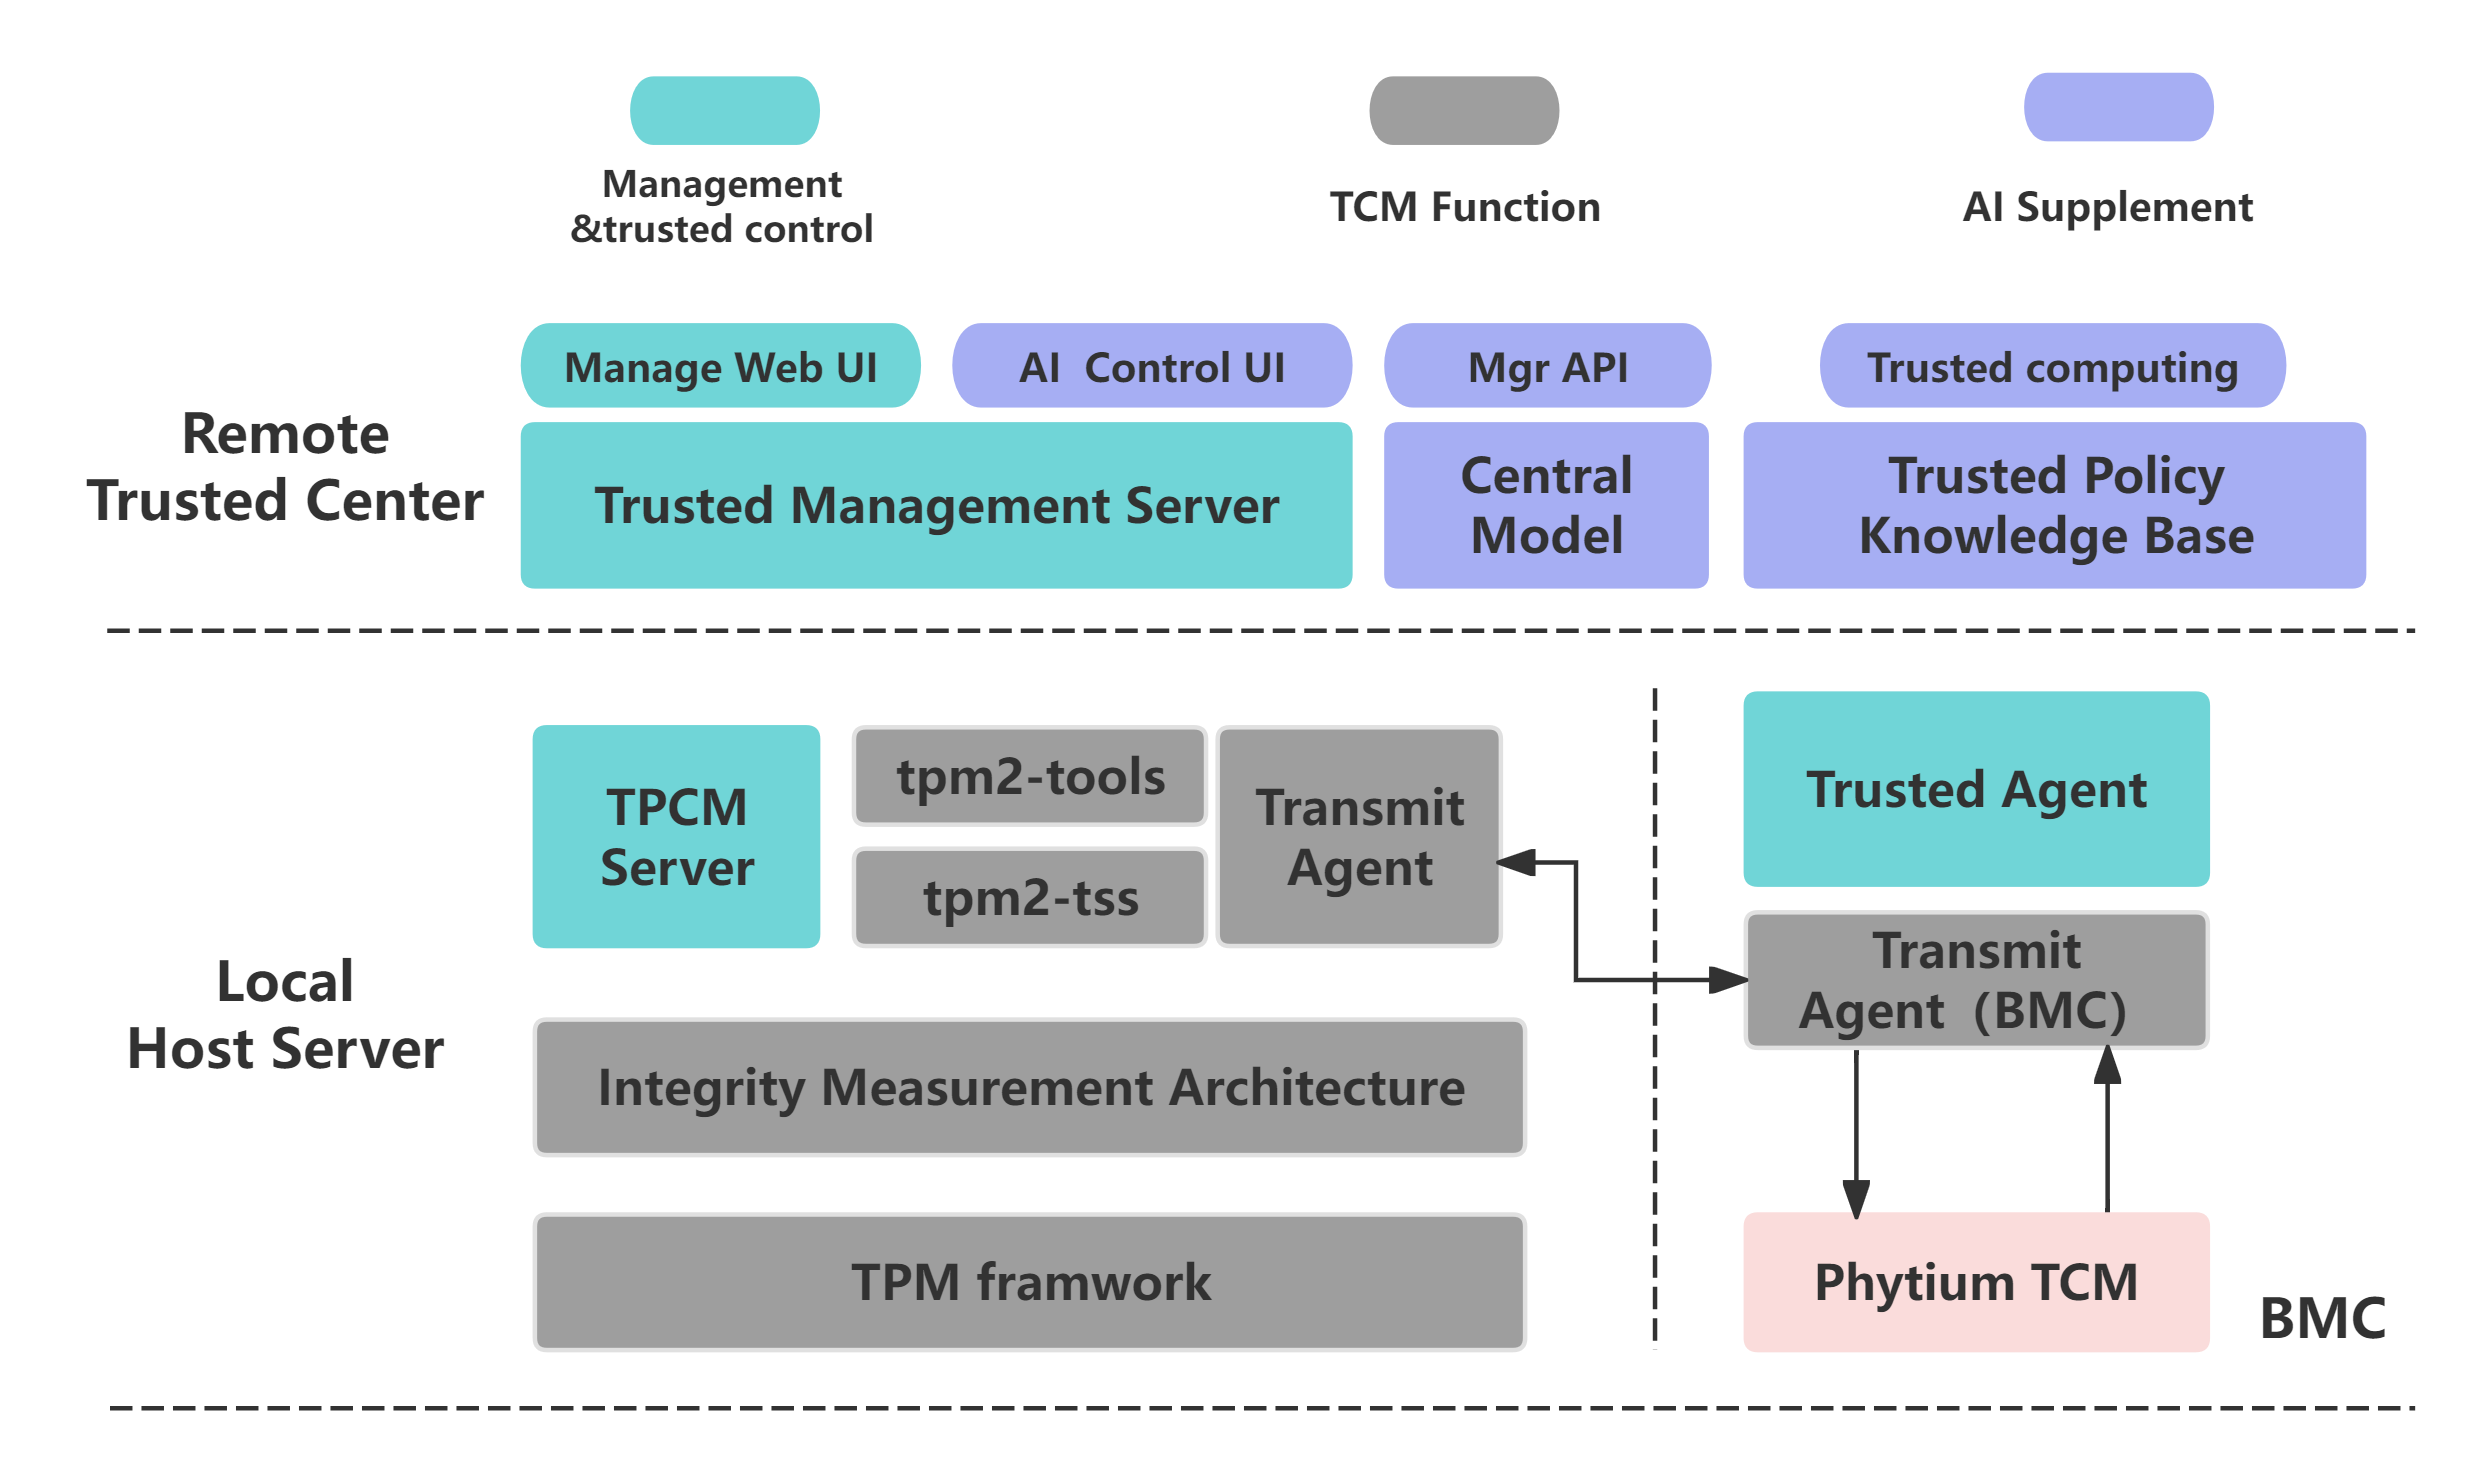 Management
&trusted control
TCM Function
AI Supplement
Manage Web UI
AI  Control UI
Mgr API
Trusted computing
Remote
Trusted Center
Trusted Management Server
Central
Model
Trusted Policy
Knowledge Base
Local
Host Server
TPCM
Server
tpm2-tools
tpm2-tss
Transmit
Agent
Integrity Measurement Architecture
TPM framwork
Trusted Agent
Transmit
Agent（BMC）
Phytium TCM
BMC